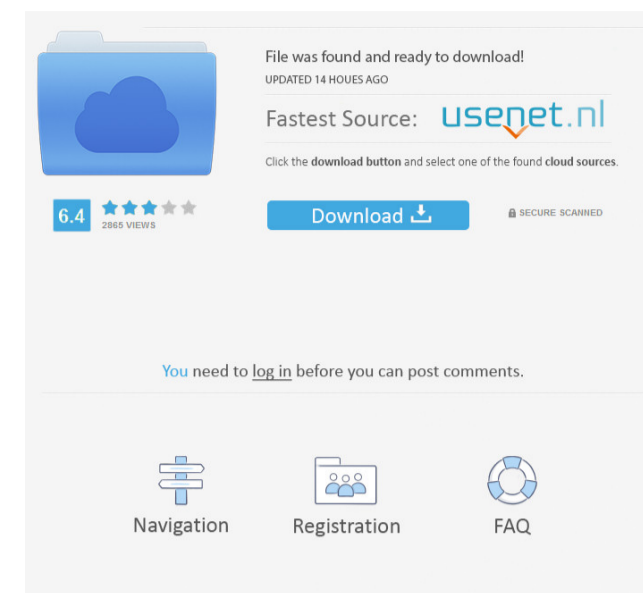 File was found and ready to download!
UPDATED 14 HOUES AGO
Fastest Source: usenet.nl
Click the download button and select one of the found cloud sources.
6.4
2865 VIEWS
Download
SECURE SCANNED
You need to log in before you can post comments.
Navigation
Registration
FAQ